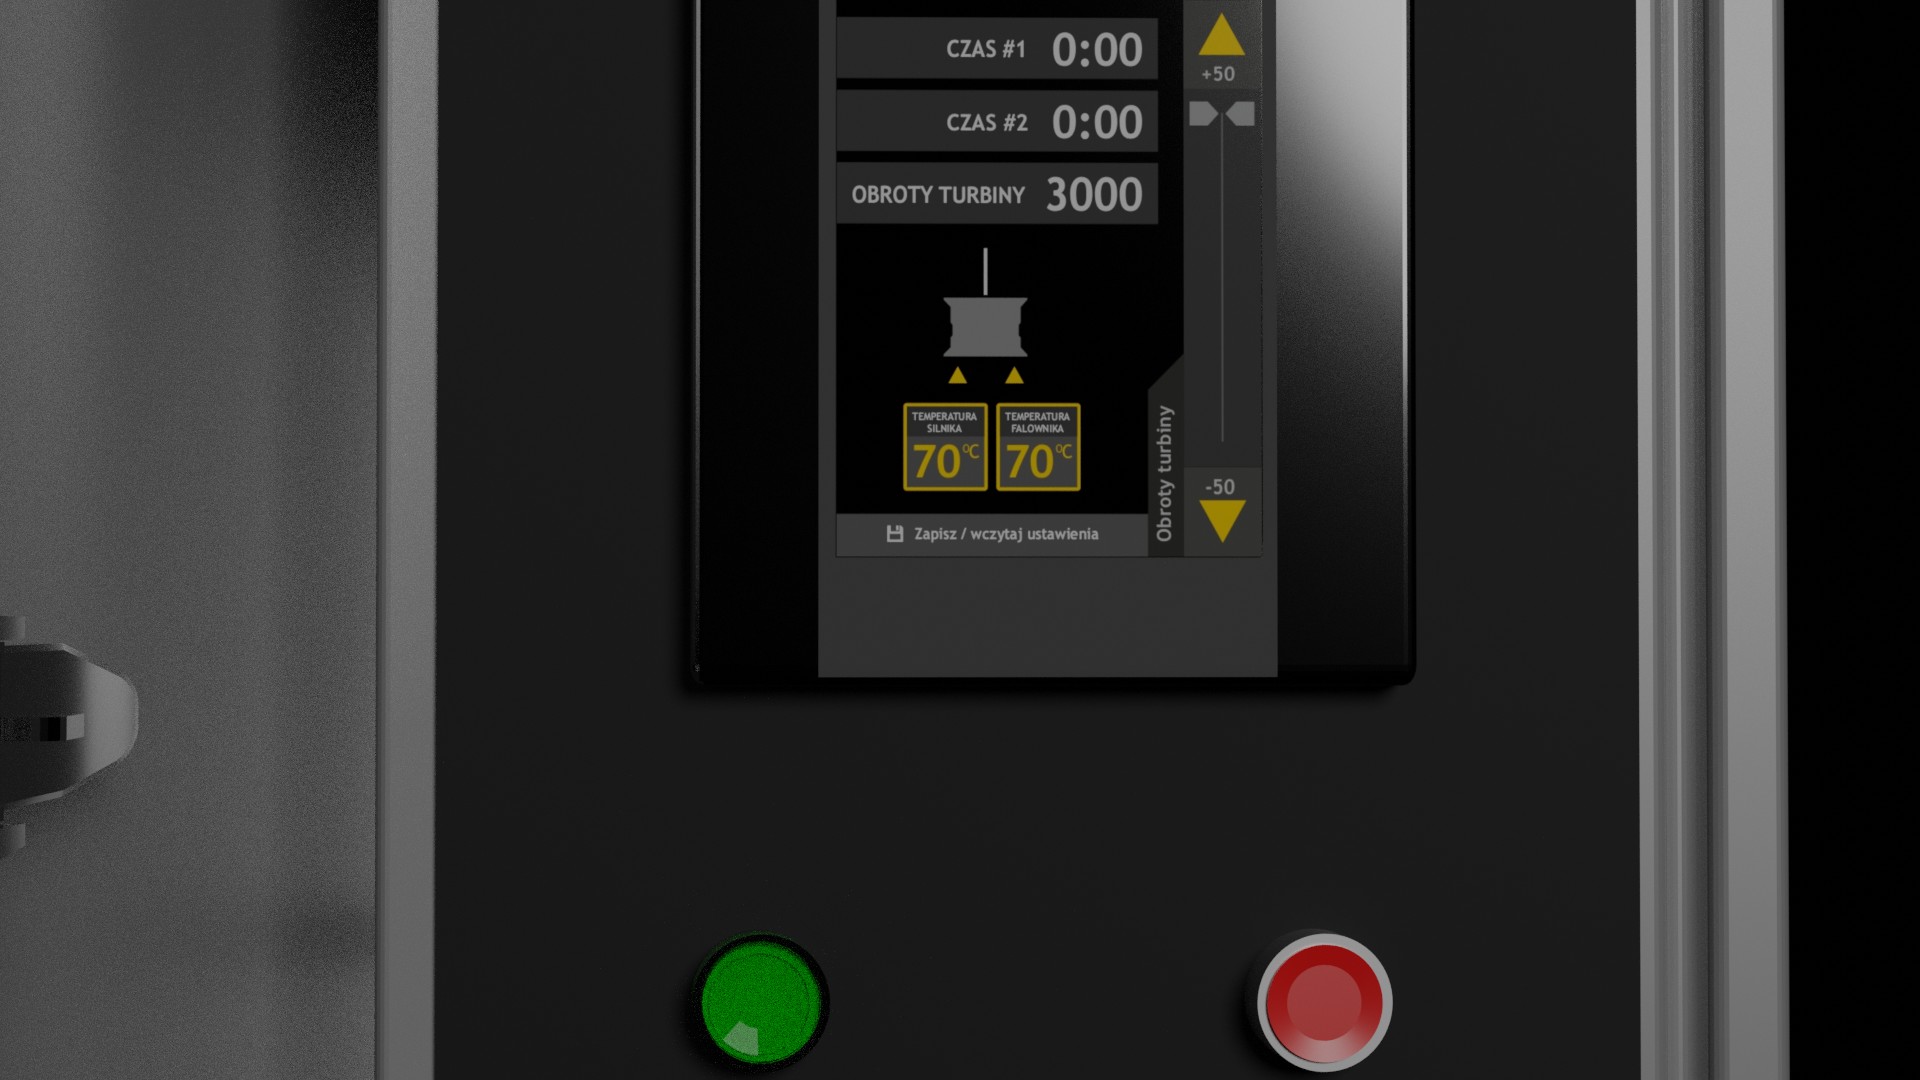 CZAS #1 0:00
+50
CZAS #2 0:00
OBROTY TURBINY 3000
TEMPERATURA
SILNIKA
70°C
TEMPERATURA
FALOWNIKA
70°C
Obroty turbiny
-50
Zapisz / wczytaj ustawienia